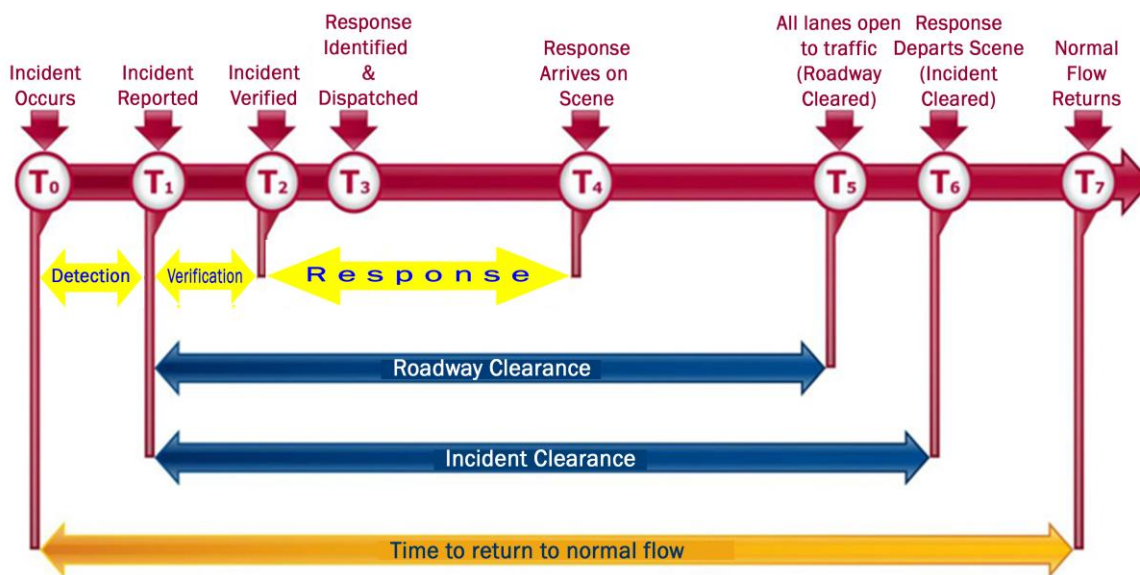 Incident
Occurs
Incident
Reported
Incident
Verified
Response
Identified
&
Dispatched
Response
Arrives on
Scene
All lanes open
to traffic
(Roadway
Cleared)
Response
Departs Scene
(Incident
Cleared)
Normal
Flow
Returns
T₀
T₁
T₂
T₃
T₄
T₅
T₆
T₇
Detection
Verification
Response
Roadway Clearance
Incident Clearance
Time to return to normal flow